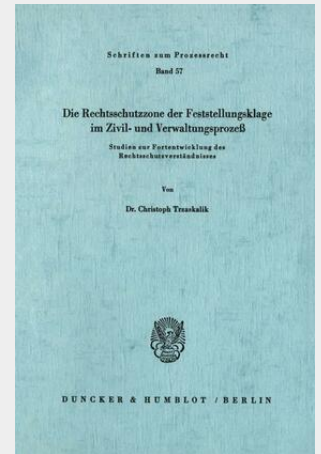 Schriften zum Prozessrecht
Band 57
Die Rechtsschutzzone der Feststellungsklage
im Zivil- und Verwaltungsprozeß
Studien zur Fortentwicklung des
Rechtsschutzverständnisses
Von
Dr. Christoph Trzaskalik
DUNCKER & HUMBLOT / BERLIN